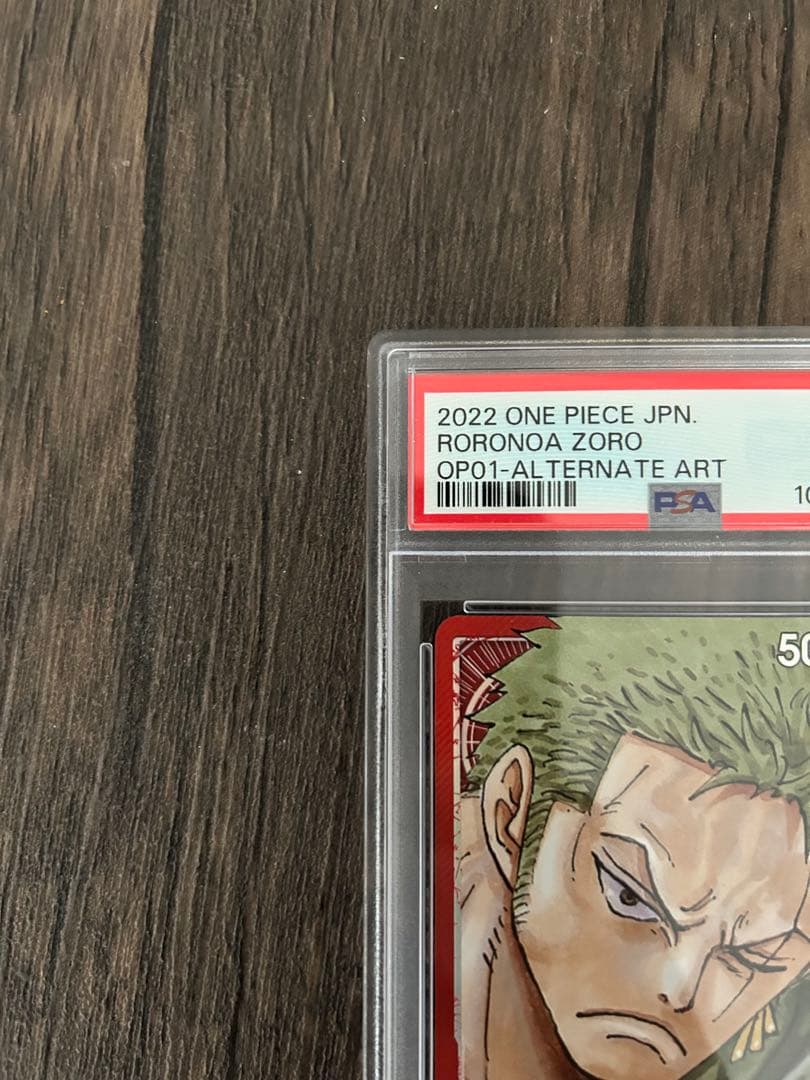 2022 ONE PIECE JPN.
RORONOA ZORO
OP01-ALTERNATE ART
PSA